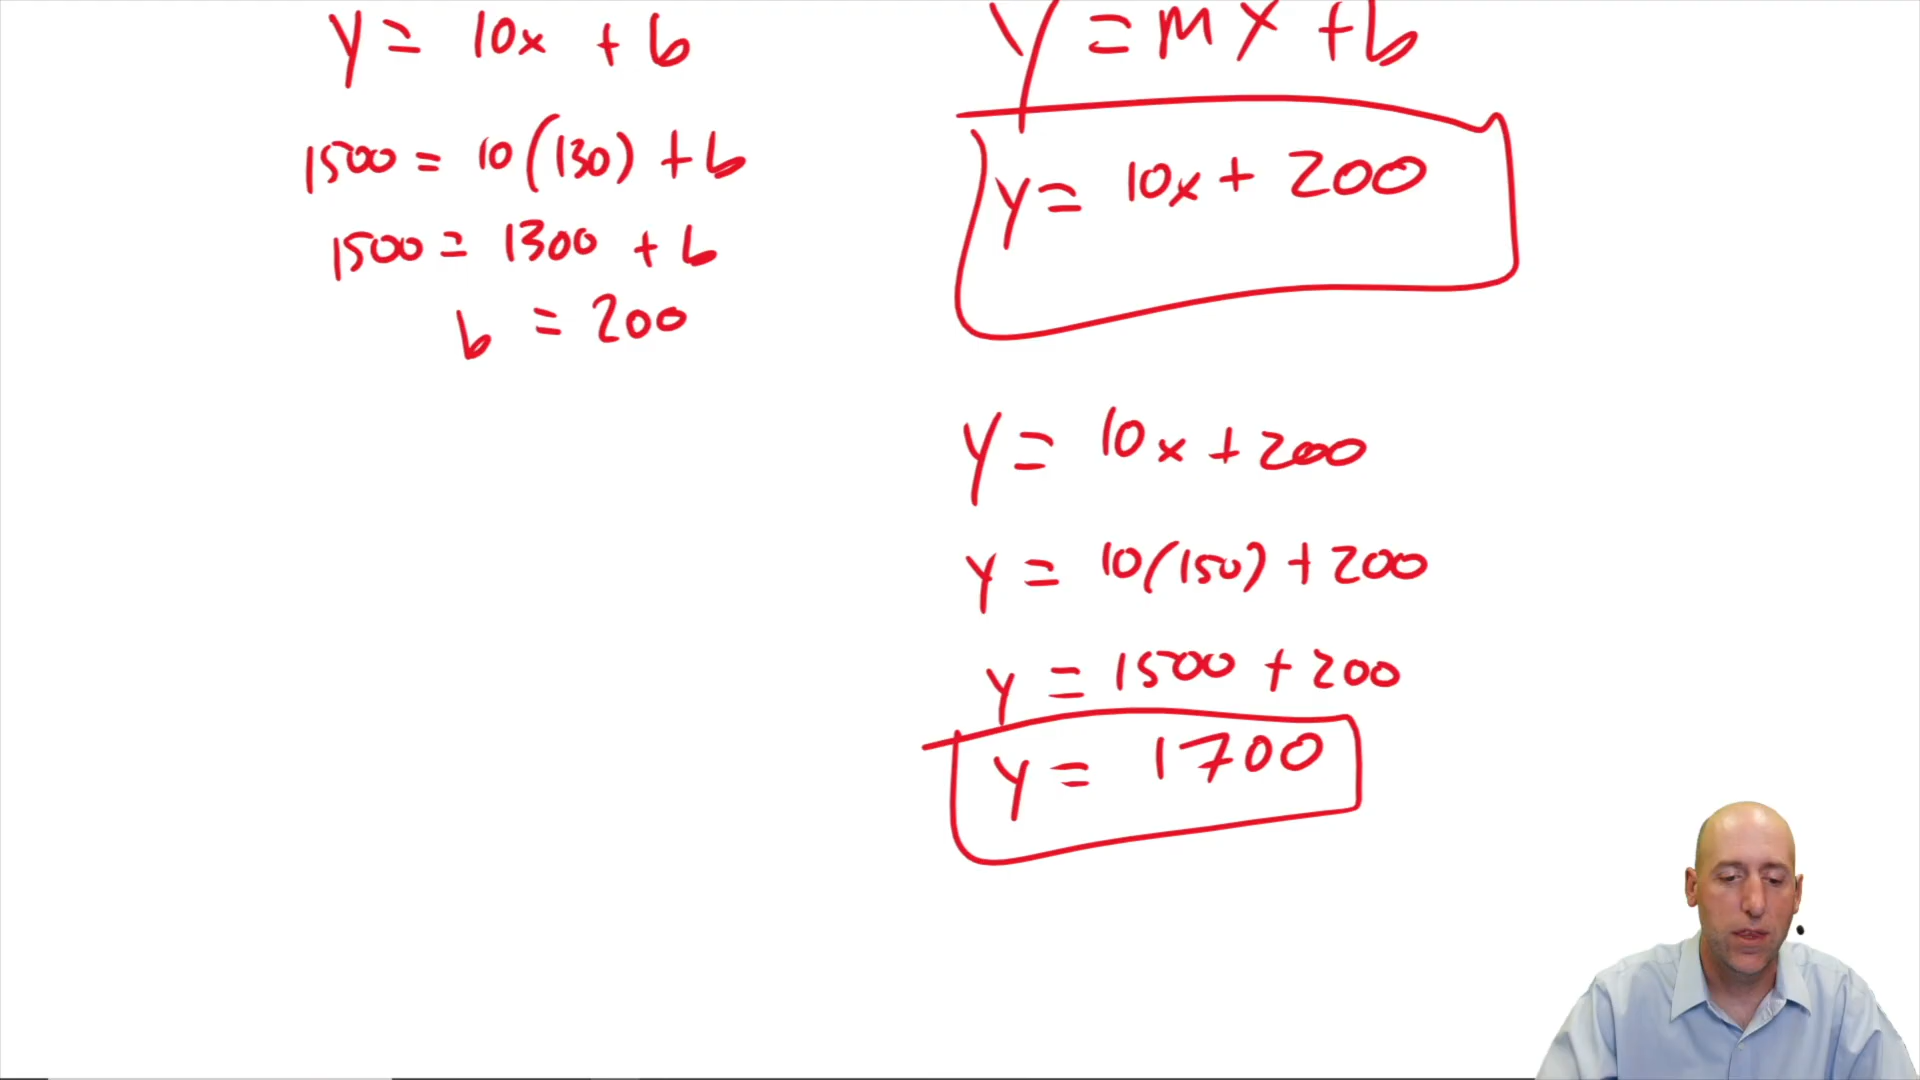 y = 10x + b
1500 = 10(130) + b
1500 = 1300 + b
b = 200
y = mx + b
y = 10x + 200
y = 10x + 200
y = 10(150) + 200
y = 1500 + 200
y = 1700